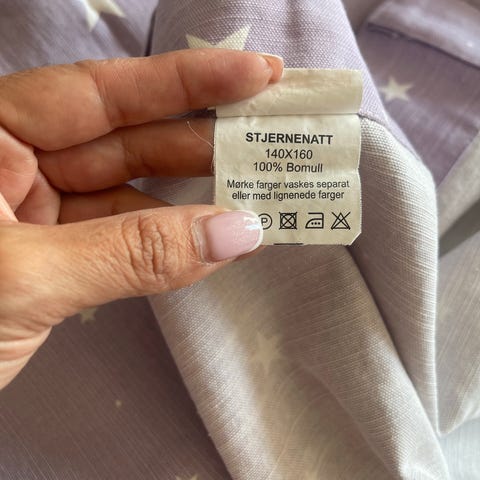 STJERNENATT
140X160
100% Bomull
Mørke farger vaskes separat
eller med lignenede farger
P